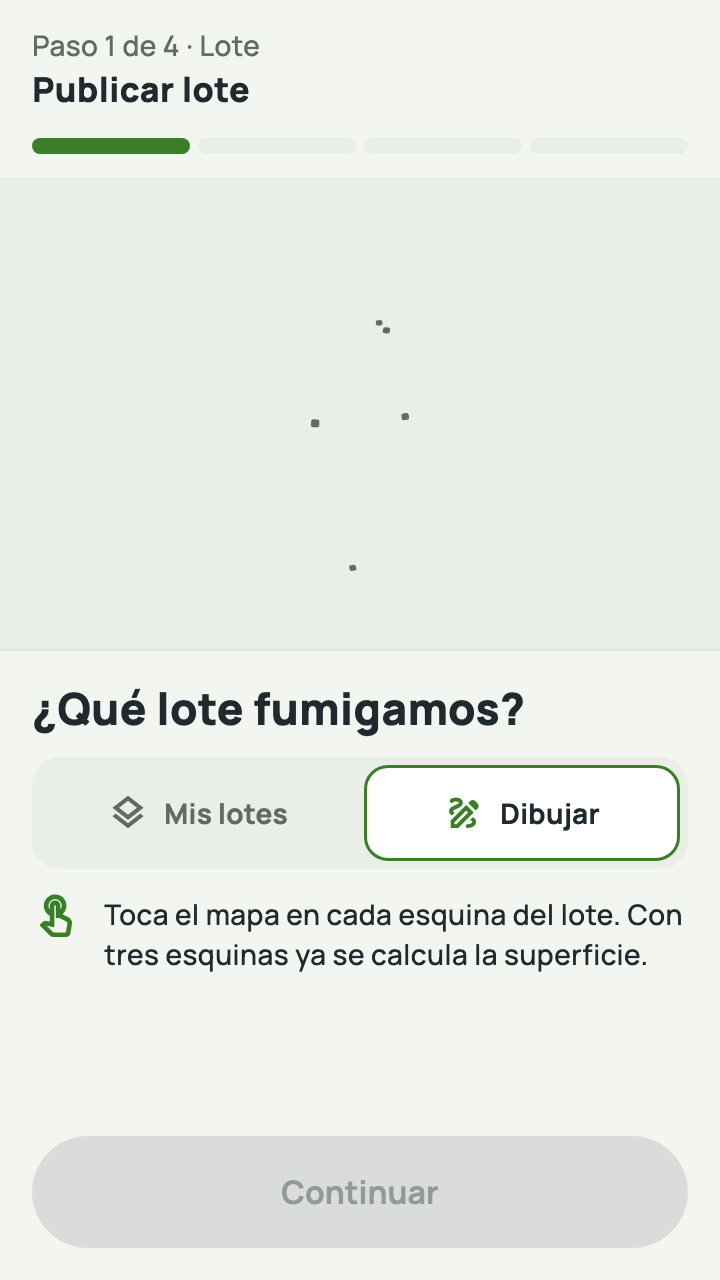 Paso 1 de 4 · Lote
Publicar lote
¿Qué lote fumigamos?
Mis lotes
Dibujar
Toca el mapa en cada esquina del lote. Con
tres esquinas ya se calcula la superficie.
Continuar